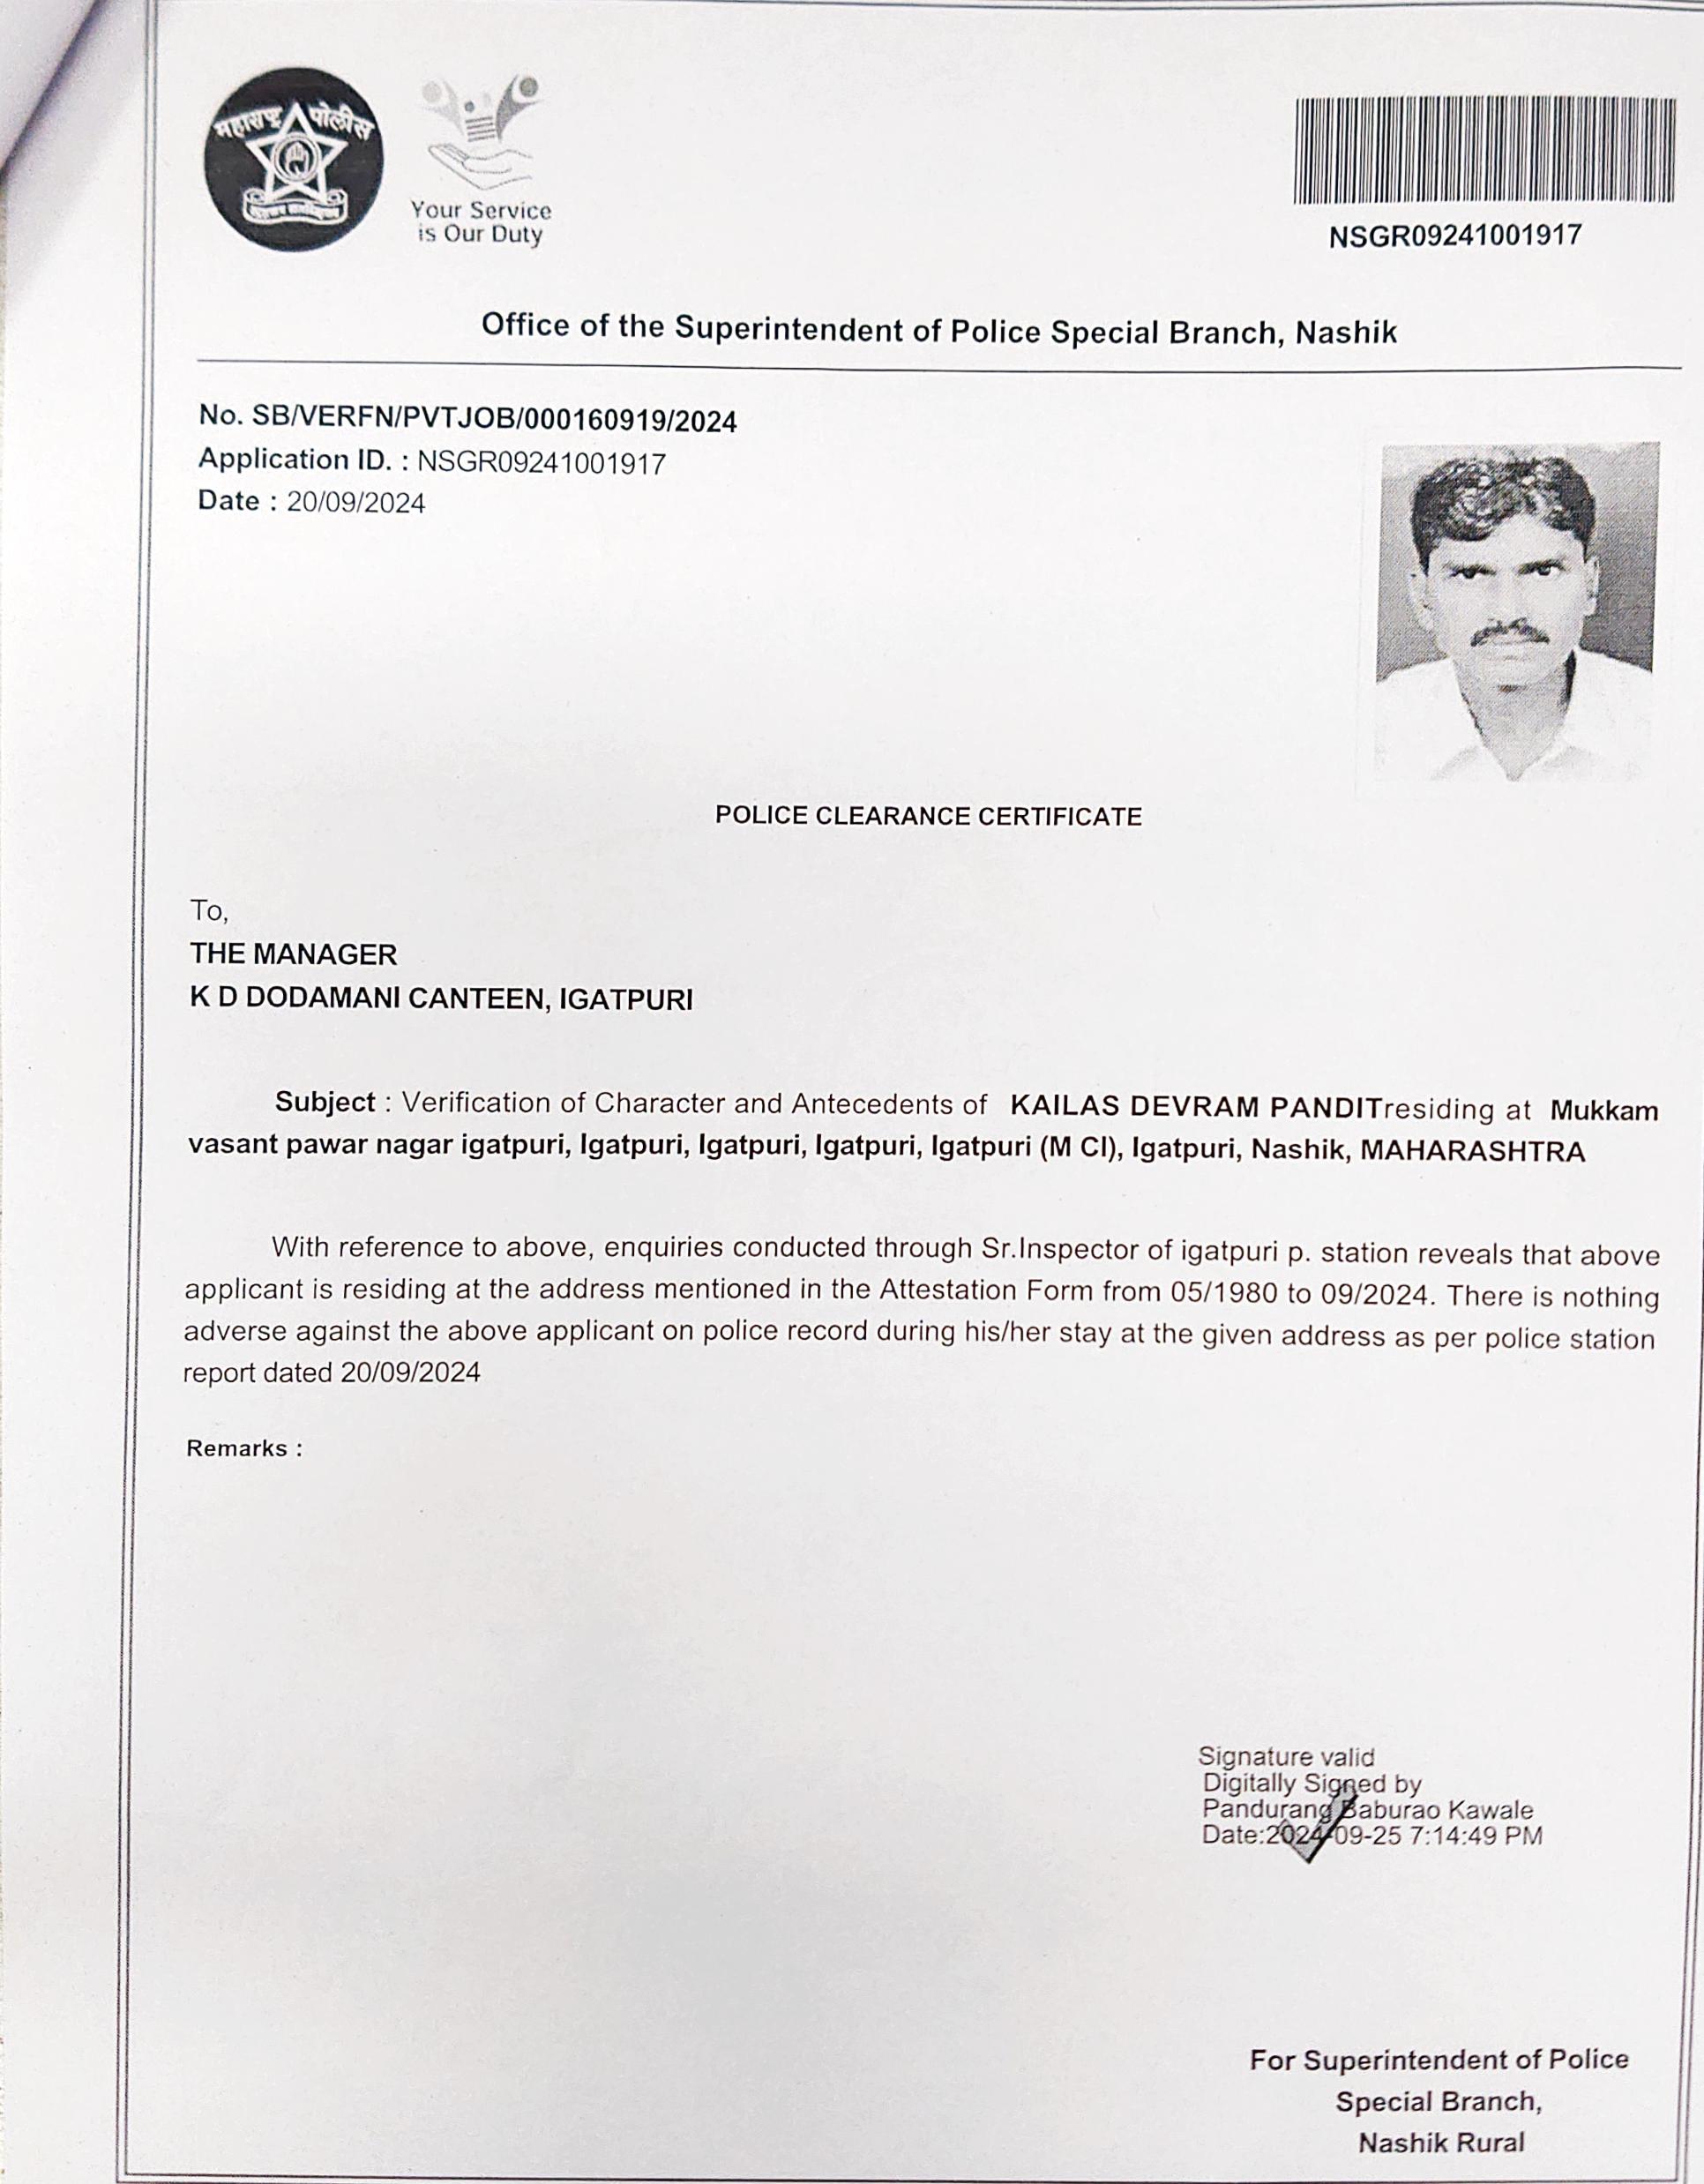 महाराष्ट्र पोलीस
Your Service
is Our Duty
NSGR09241001917
Office of the Superintendent of Police Special Branch, Nashik
No. SB/VERFN/PVTJOB/000160919/2024
Application ID. : NSGR09241001917
Date : 20/09/2024
POLICE CLEARANCE CERTIFICATE
To,
THE MANAGER
K D DODAMANI CANTEEN, IGATPURI
Subject : Verification of Character and Antecedents of KAILAS DEVRAM PANDITresiding at Mukkam
vasant pawar nagar igatpuri, Igatpuri, Igatpuri, Igatpuri, Igatpuri (M Cl), Igatpuri, Nashik, MAHARASHTRA
With reference to above, enquiries conducted through Sr.Inspector of igatpuri p. station reveals that above
applicant is residing at the address mentioned in the Attestation Form from 05/1980 to 09/2024. There is nothing
adverse against the above applicant on police record during his/her stay at the given address as per police station
report dated 20/09/2024
Remarks :
Signature valid
Digitally Signed by
Pandurang Baburao Kawale
Date:2024-09-25 7:14:49 PM
For Superintendent of Police
Special Branch,
Nashik Rural